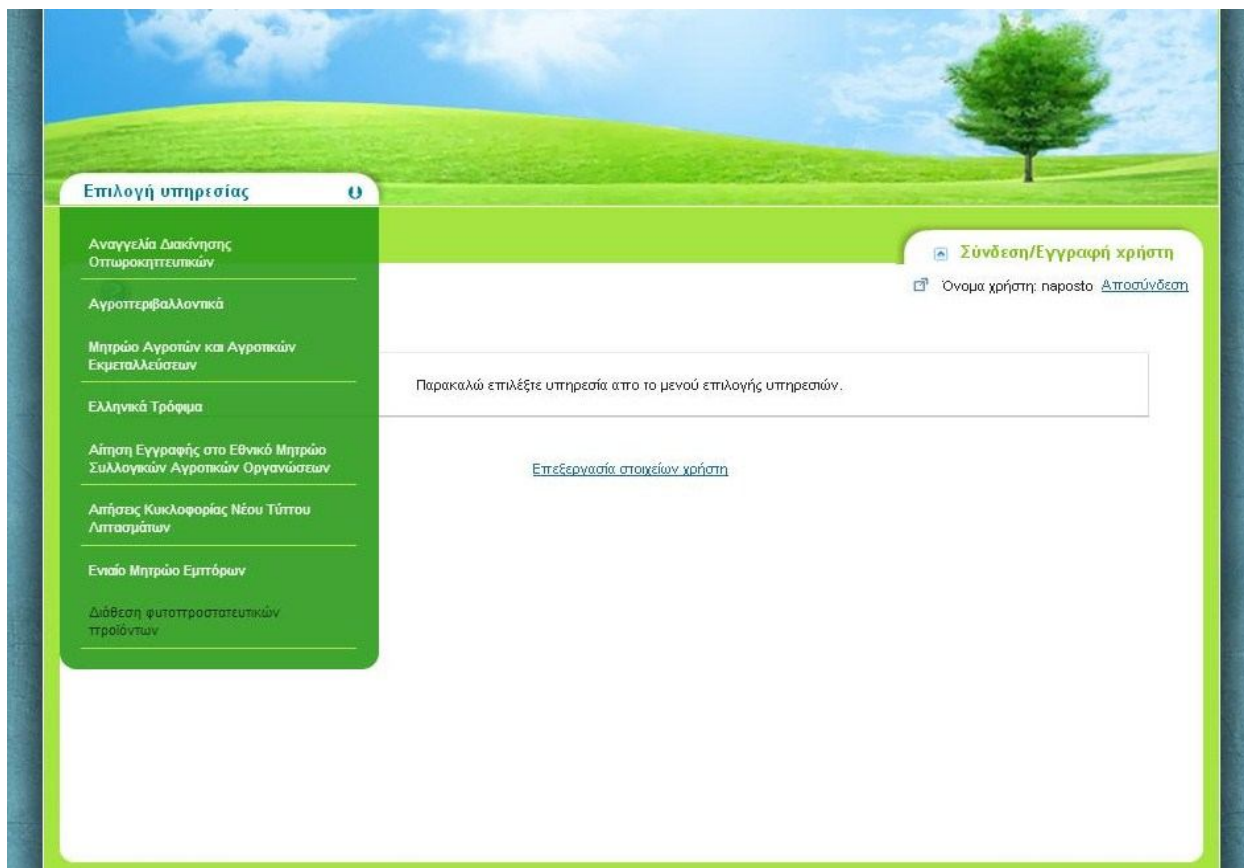 Επιλογή υπηρεσίας
Αναγγελία Διακίνησης
Οπωροκηπευτικών
Αγροπεριβαλλοντικά
Μητρώο Αγροτών και Αγροτικών
Εκμεταλλεύσεων
Ελληνικά Τρόφιμα
Αίτηση Εγγραφής στο Εθνικό Μητρώο
Συλλογικών Αγροτικών Οργανώσεων
Αιτήσεις Κυκλοφορίας Νέου Τύπου
Λιπασμάτων
Ενιαίο Μητρώο Εμπόρων
Διάθεση φυτοπροστατευτικών
προϊόντων
Σύνδεση/Εγγραφή χρήστη
Όνομα χρήστη: naposto Αποσύνδεση
Παρακαλώ επιλέξτε υπηρεσία απο το μενού επιλογής υπηρεσιών.
Επεξεργασία στοιχείων χρήστη